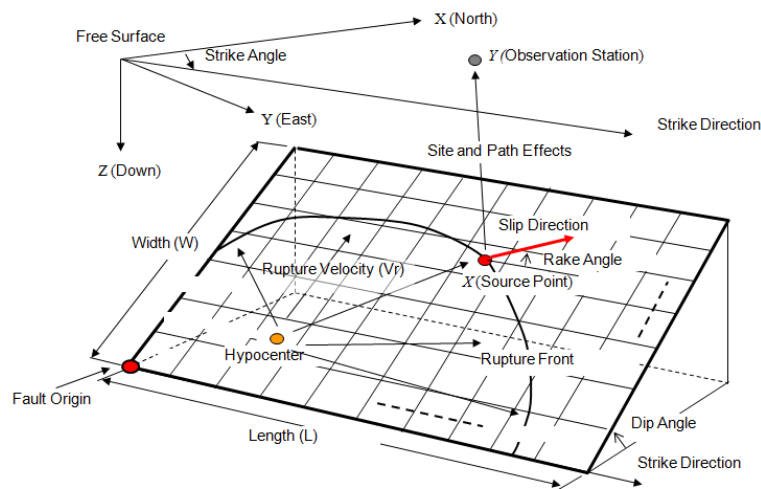 X (North)
Free Surface
Strike Angle
Y (Observation Station)
Y (East)
Strike Direction
Z (Down)
Site and Path Effects
Slip Direction
Width (W)
Rupture Velocity (Vr)
Rake Angle
X (Source Point)
Hypocenter
Rupture Front
Fault Origin
Length (L)
Dip Angle
Strike Direction